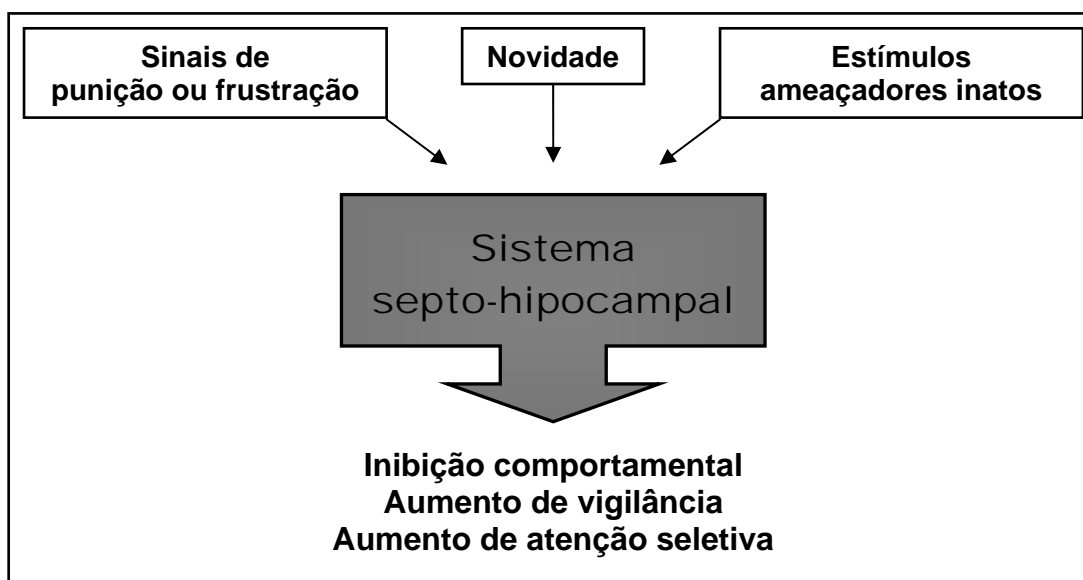 Sinais de
punição ou frustração
Novidade
Estímulos
ameaçadores inatos
Sistema
septo-hipocampal
Inibição comportamental
Aumento de vigilância
Aumento de atenção seletiva